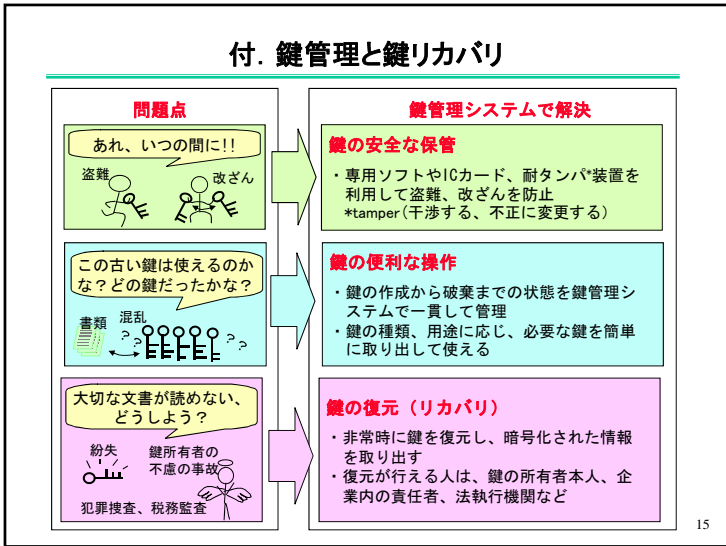 付. 鍵管理と鍵リカバリ
問題点
あれ、いつの間に!!
盗難
改ざん
この古い鍵は使えるのか
な？どの鍵だったかな？
書類
混乱
? ?
? ?
大切な文書が読めない、
どうしよう？
紛失
鍵所有者の
不慮の事故
犯罪捜査、税務監査
鍵管理システムで解決
鍵の安全な保管
・専用ソフトやICカード、耐タンパ*装置を
利用して盗難、改ざんを防止
*tamper(干渉する、不正に変更する)
鍵の便利な操作
・鍵の作成から破棄までの状態を鍵管理シ
ステムで一貫して管理
・鍵の種類、用途に応じ、必要な鍵を簡単
に取り出して使える
鍵の復元（リカバリ）
・非常時に鍵を復元し、暗号化された情報
を取り出す
・復元が行える人は、鍵の所有者本人、企
業内の責任者、法執行機関など
15